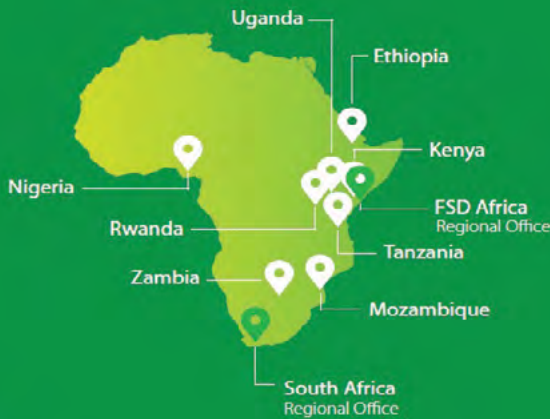 Uganda
Ethiopia
Kenya
Nigeria
FSD Africa
Regional Office
Rwanda
Tanzania
Zambia
Mozambique
South Africa
Regional Office